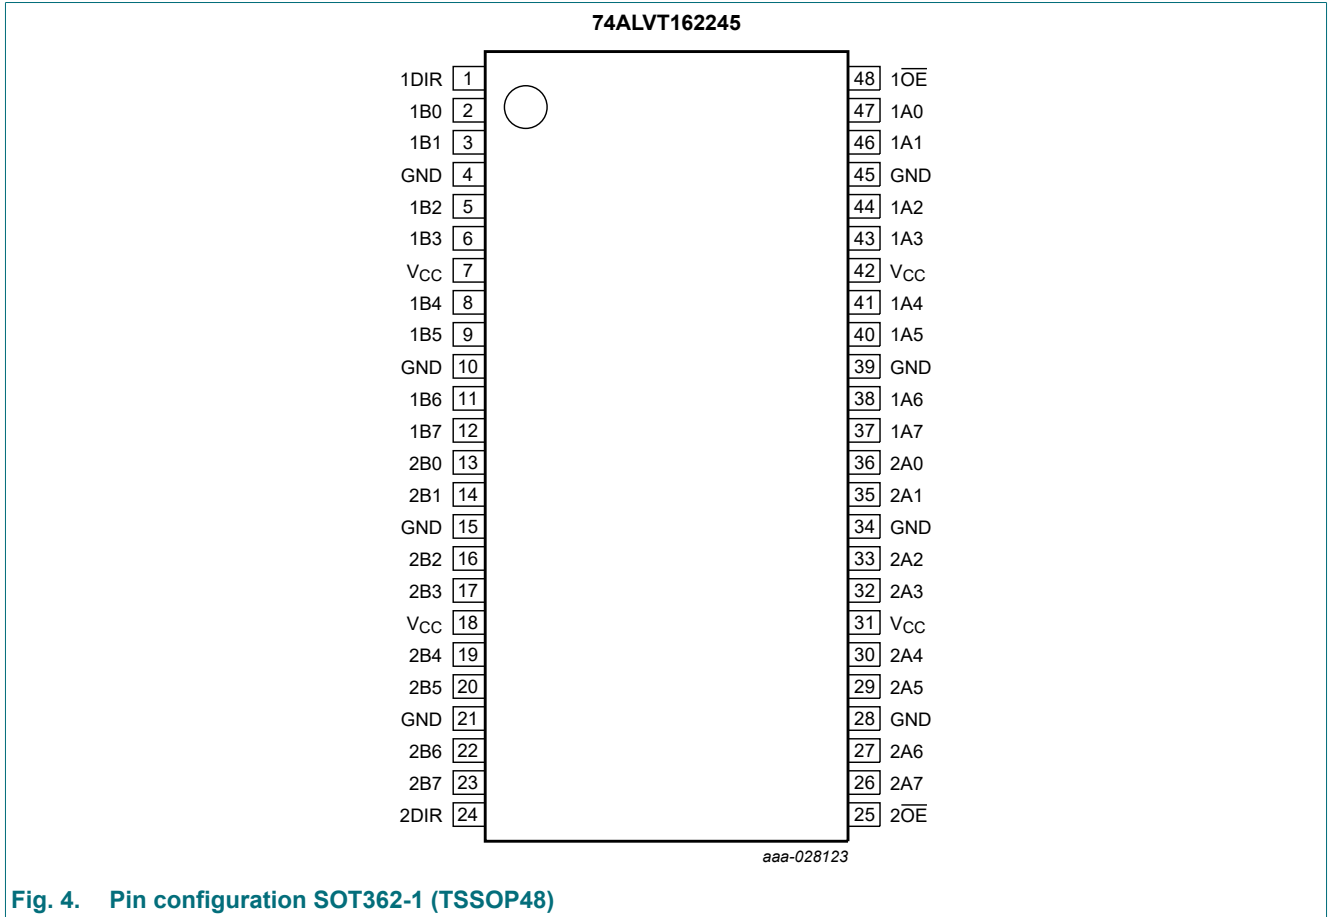 74ALVT162245
1DIR 1 48 1O̅E̅
1B0 2 47 1A0
1B1 3 46 1A1
GND 4 45 GND
1B2 5 44 1A2
1B3 6 43 1A3
VCC 7 42 VCC
1B4 8 41 1A4
1B5 9 40 1A5
GND 10 39 GND
1B6 11 38 1A6
1B7 12 37 1A7
2B0 13 36 2A0
2B1 14 35 2A1
GND 15 34 GND
2B2 16 33 2A2
2B3 17 32 2A3
VCC 18 31 VCC
2B4 19 30 2A4
2B5 20 29 2A5
GND 21 28 GND
2B6 22 27 2A6
2B7 23 26 2A7
2DIR 24 25 2O̅E̅
aaa-028123
Fig. 4. Pin configuration SOT362-1 (TSSOP48)